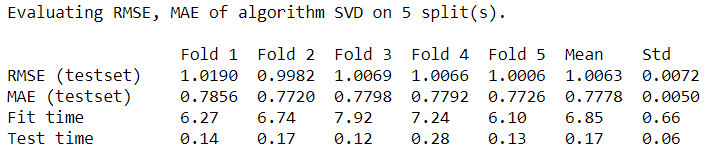 Evaluating RMSE, MAE of algorithm SVD on 5 split(s).
Fold 1 Fold 2 Fold 3 Fold 4 Fold 5 Mean Std
RMSE (testset) 1.0190 0.9982 1.0069 1.0066 1.0006 1.0063 0.0072
MAE (testset) 0.7856 0.7720 0.7798 0.7792 0.7726 0.7778 0.0050
Fit time 6.27 6.74 7.92 7.24 6.10 6.85 0.66
Test time 0.14 0.17 0.12 0.28 0.13 0.17 0.06